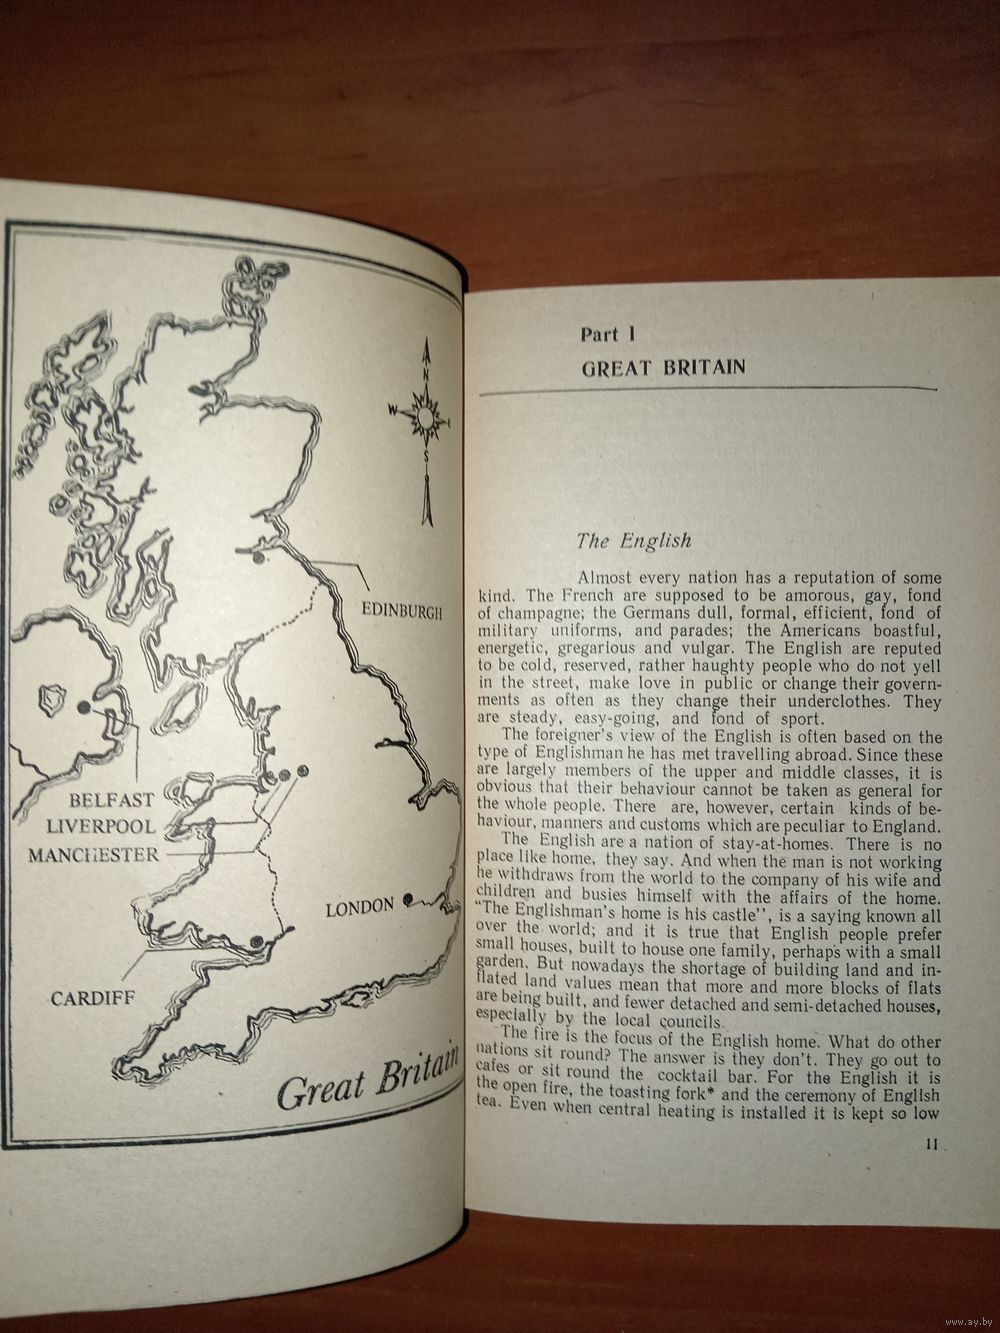 N
W
S
EDINBURGH
BELFAST
LIVERPOOL
MANCHESTER
LONDON
CARDIFF
Great Britain
Part I
GREAT BRITAIN
The English
Almost every nation has a reputation of some
kind. The French are supposed to be amorous, gay, fond
of champagne; the Germans dull, formal, efficient, fond of
military uniforms, and parades; the Americans boastful,
energetic, gregarious and vulgar. The English are reputed
to be cold, reserved, rather haughty people who do not yell
in the street, make love in public or change their govern-
ments as often as they change their underclothes. They
are steady, easy-going, and fond of sport.
The foreigner's view of the English is often based on the
type of Englishman he has met travelling abroad. Since these
are largely members of the upper and middle classes, it is
obvious that their behaviour cannot be taken as general for
the whole people. There are, however, certain kinds of be-
haviour, manners and customs which are peculiar to England.
The English are a nation of stay-at-homes. There is no
place like home, they say. And when the man is not working
he withdraws from the world to the company of his wife and
children and busies himself with the affairs of the home.
"The Englishman's home is his castle", is a saying known all
over the world; and it is true that English people prefer
small houses, built to house one family, perhaps with a small
garden. But nowadays the shortage of building land and in-
flated land values mean that more and more blocks of flats
are being built, and fewer detached and semi-detached houses,
especially by the local councils.
The fire is the focus of the English home. What do other
nations sit round? The answer is they don't. They go out to
cafes or sit round the cocktail bar. For the English it is
the open fire, the toasting fork* and the ceremony of English
tea. Even when central heating is installed it is kept so low
11
www.ay.by